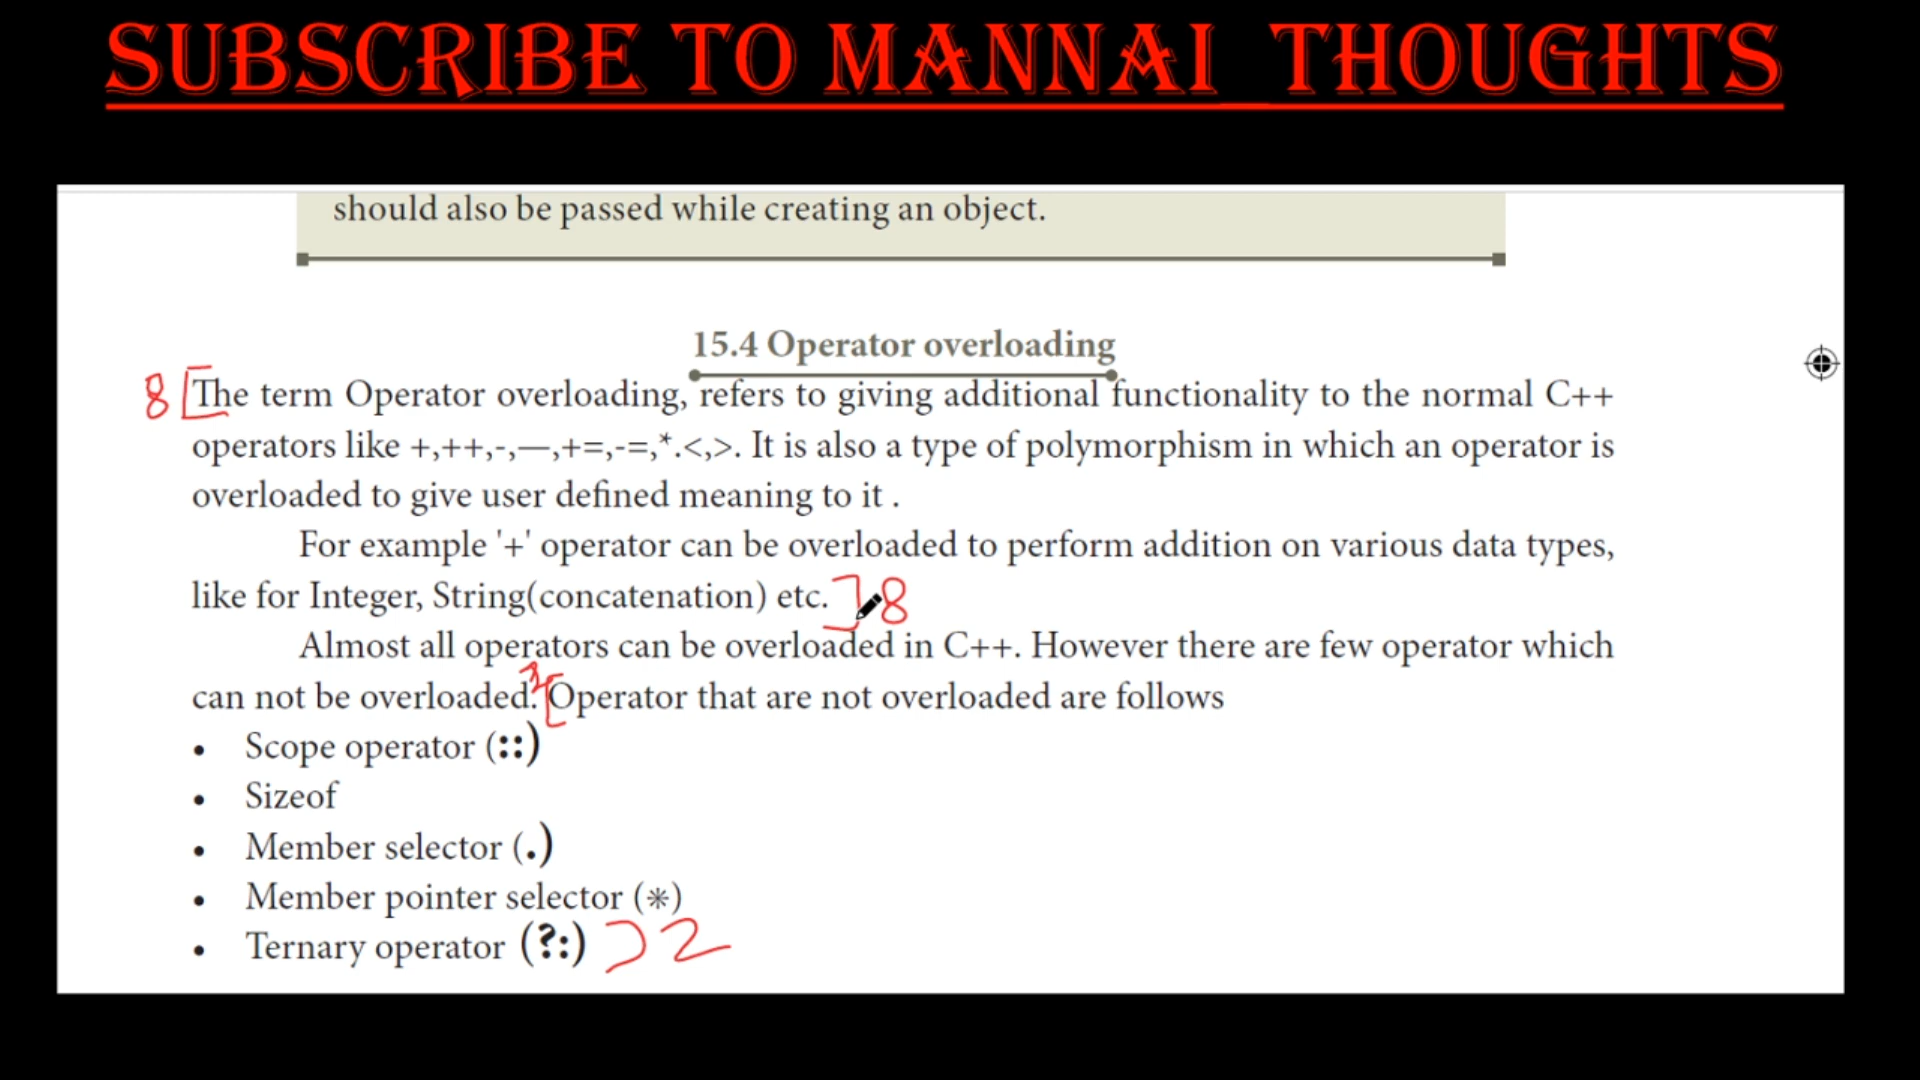 SUBSCRIBE TO MANNAI_THOUGHTS
should also be passed while creating an object.
15.4 Operator overloading
8 [The term Operator overloading, refers to giving additional functionality to the normal C++
operators like +,++,-,—,+=,-=,*.<,>. It is also a type of polymorphism in which an operator is
overloaded to give user defined meaning to it .
For example '+' operator can be overloaded to perform addition on various data types,
like for Integer, String(concatenation) etc. ] 8
Almost all operators can be overloaded in C++. However there are few operator which
can not be overloaded. [Operator that are not overloaded are follows
• Scope operator (::)
• Sizeof
• Member selector (.)
• Member pointer selector (*)
• Ternary operator (?:) ] 2